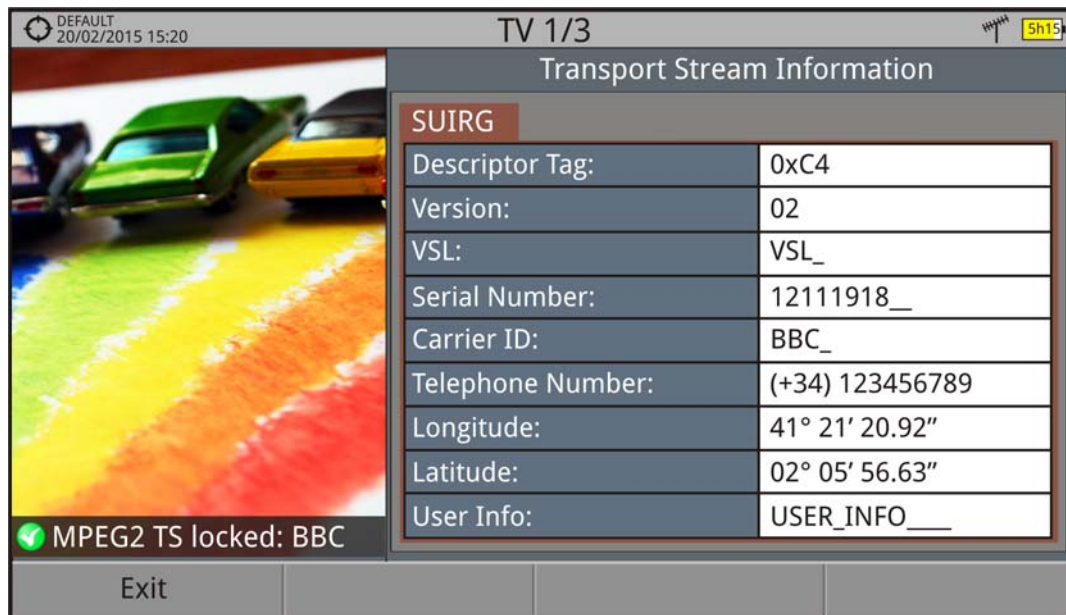 DEFAULT
20/02/2015 15:20
TV 1/3
5h15
Transport Stream Information
SUIRG
Descriptor Tag: 0xC4
Version: 02
VSL: VSL_
Serial Number: 12111918__
Carrier ID: BBC_
Telephone Number: (+34) 123456789
Longitude: 41° 21′ 20.92″
Latitude: 02° 05′ 56.63″
User Info: USER_INFO____
MPEG2 TS locked: BBC
Exit